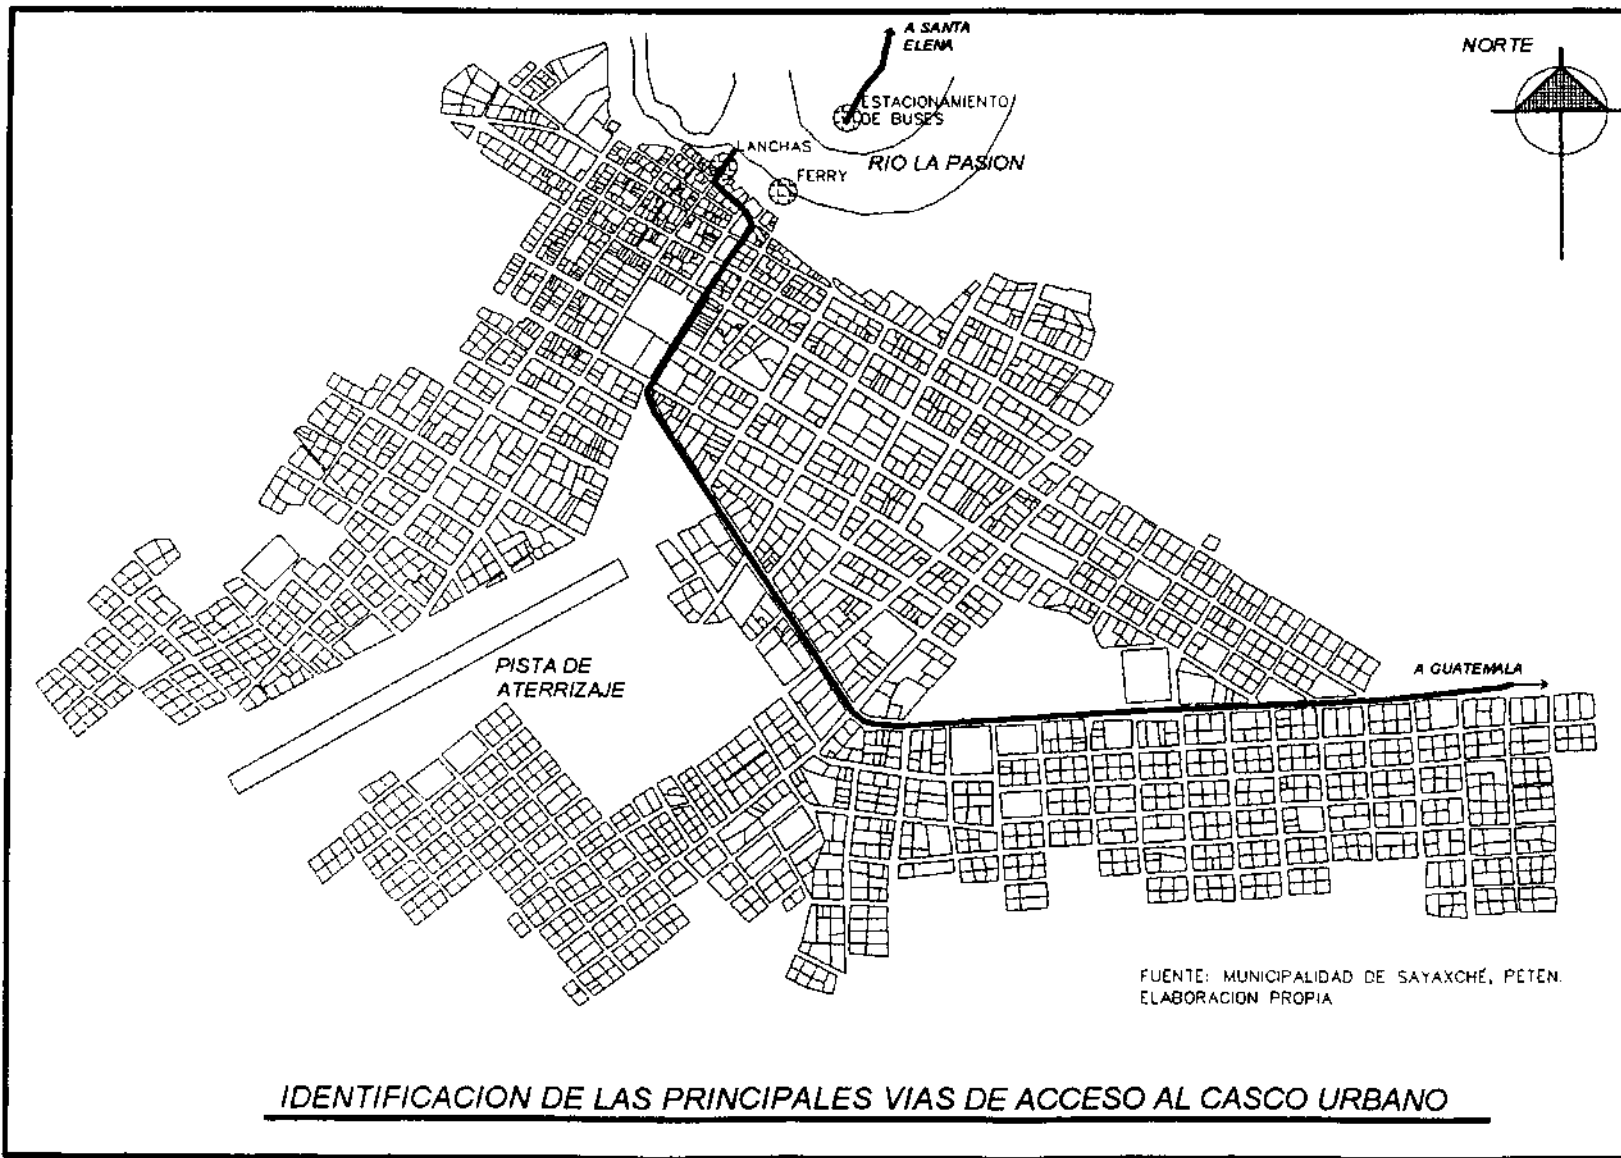 A SANTA
ELENA
NORTE
ESTACIONAMIENTO
DE BUSES
LANCHAS
RIO LA PASION
FERRY
PISTA DE
ATERRIZAJE
A GUATEMALA
FUENTE: MUNICIPALIDAD DE SAYAXCHÉ, PETEN.
ELABORACION PROPIA
IDENTIFICACION DE LAS PRINCIPALES VIAS DE ACCESO AL CASCO URBANO